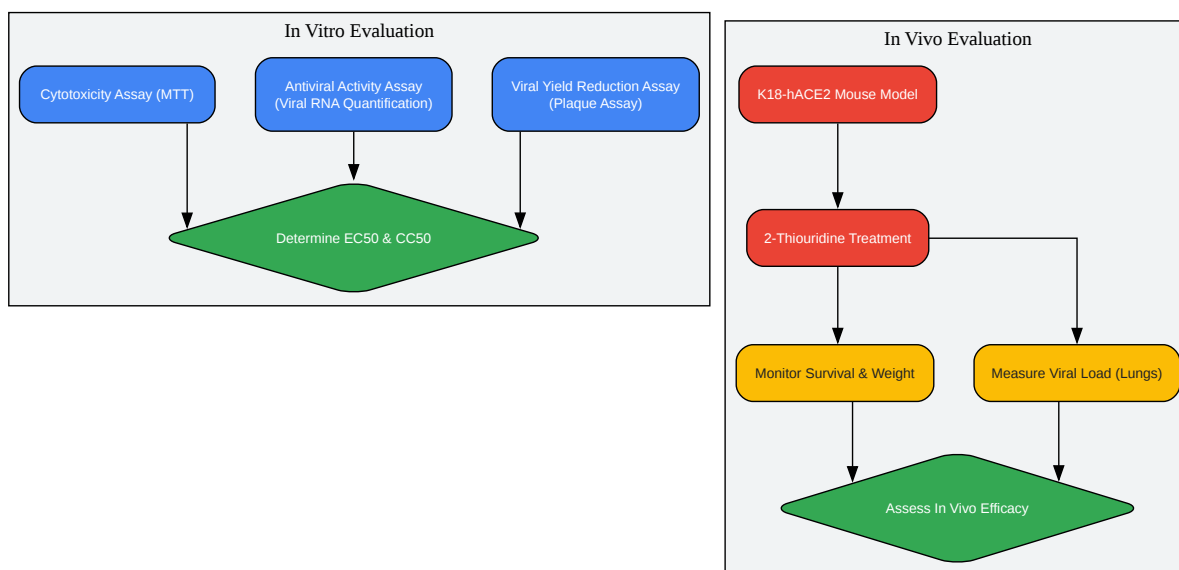 In Vitro Evaluation
Cytotoxicity Assay (MTT)
Antiviral Activity Assay
(Viral RNA Quantification)
Viral Yield Reduction Assay
(Plaque Assay)
Determine EC50 & CC50
In Vivo Evaluation
K18-hACE2 Mouse Model
2-Thiouridine Treatment
Monitor Survival & Weight
Measure Viral Load (Lungs)
Assess In Vivo Efficacy